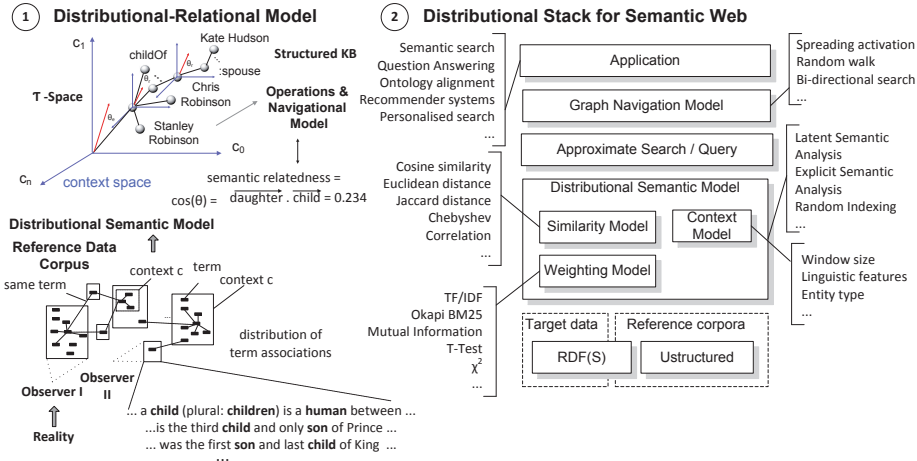 1 Distributional-Relational Model
Kate Hudson
C1
childOf
Structured KB
θr
:spouse
θr
T -Space
Chris
Robinson
Operations &
Navigational
Model
θe
Stanley
Robinson
C0
Cn
context space
semantic relatedness =
cos(θ) = daughter . child = 0.234
Distributional Semantic Model
Reference Data
Corpus
context c
term
context c
same term
...
distribution of
term associations
Observer I
Observer
II
Reality
... a child (plural: children) is a human between ...
...is the third child and only son of Prince ...
... was the first son and last child of King ...
...
2 Distributional Stack for Semantic Web
Semantic search
Question Answering
Ontology alignment
Recommender systems
Personalised search
...
Application
Graph Navigation Model
Approximate Search / Query
Spreading activation
Random walk
Bi-directional search
...
Cosine similarity
Euclidean distance
Jaccard distance
Chebyshev
Correlation
...
Distributional Semantic Model
Similarity Model
Context
Model
Weighting Model
Latent Semantic
Analysis
Explicit Semantic
Analysis
Random Indexing
...
Window size
Linguistic features
Entity type
...
TF/IDF
Okapi BM25
Mutual Information
T-Test
χ²
...
Target data
Reference corpora
RDF(S)
Ustructured